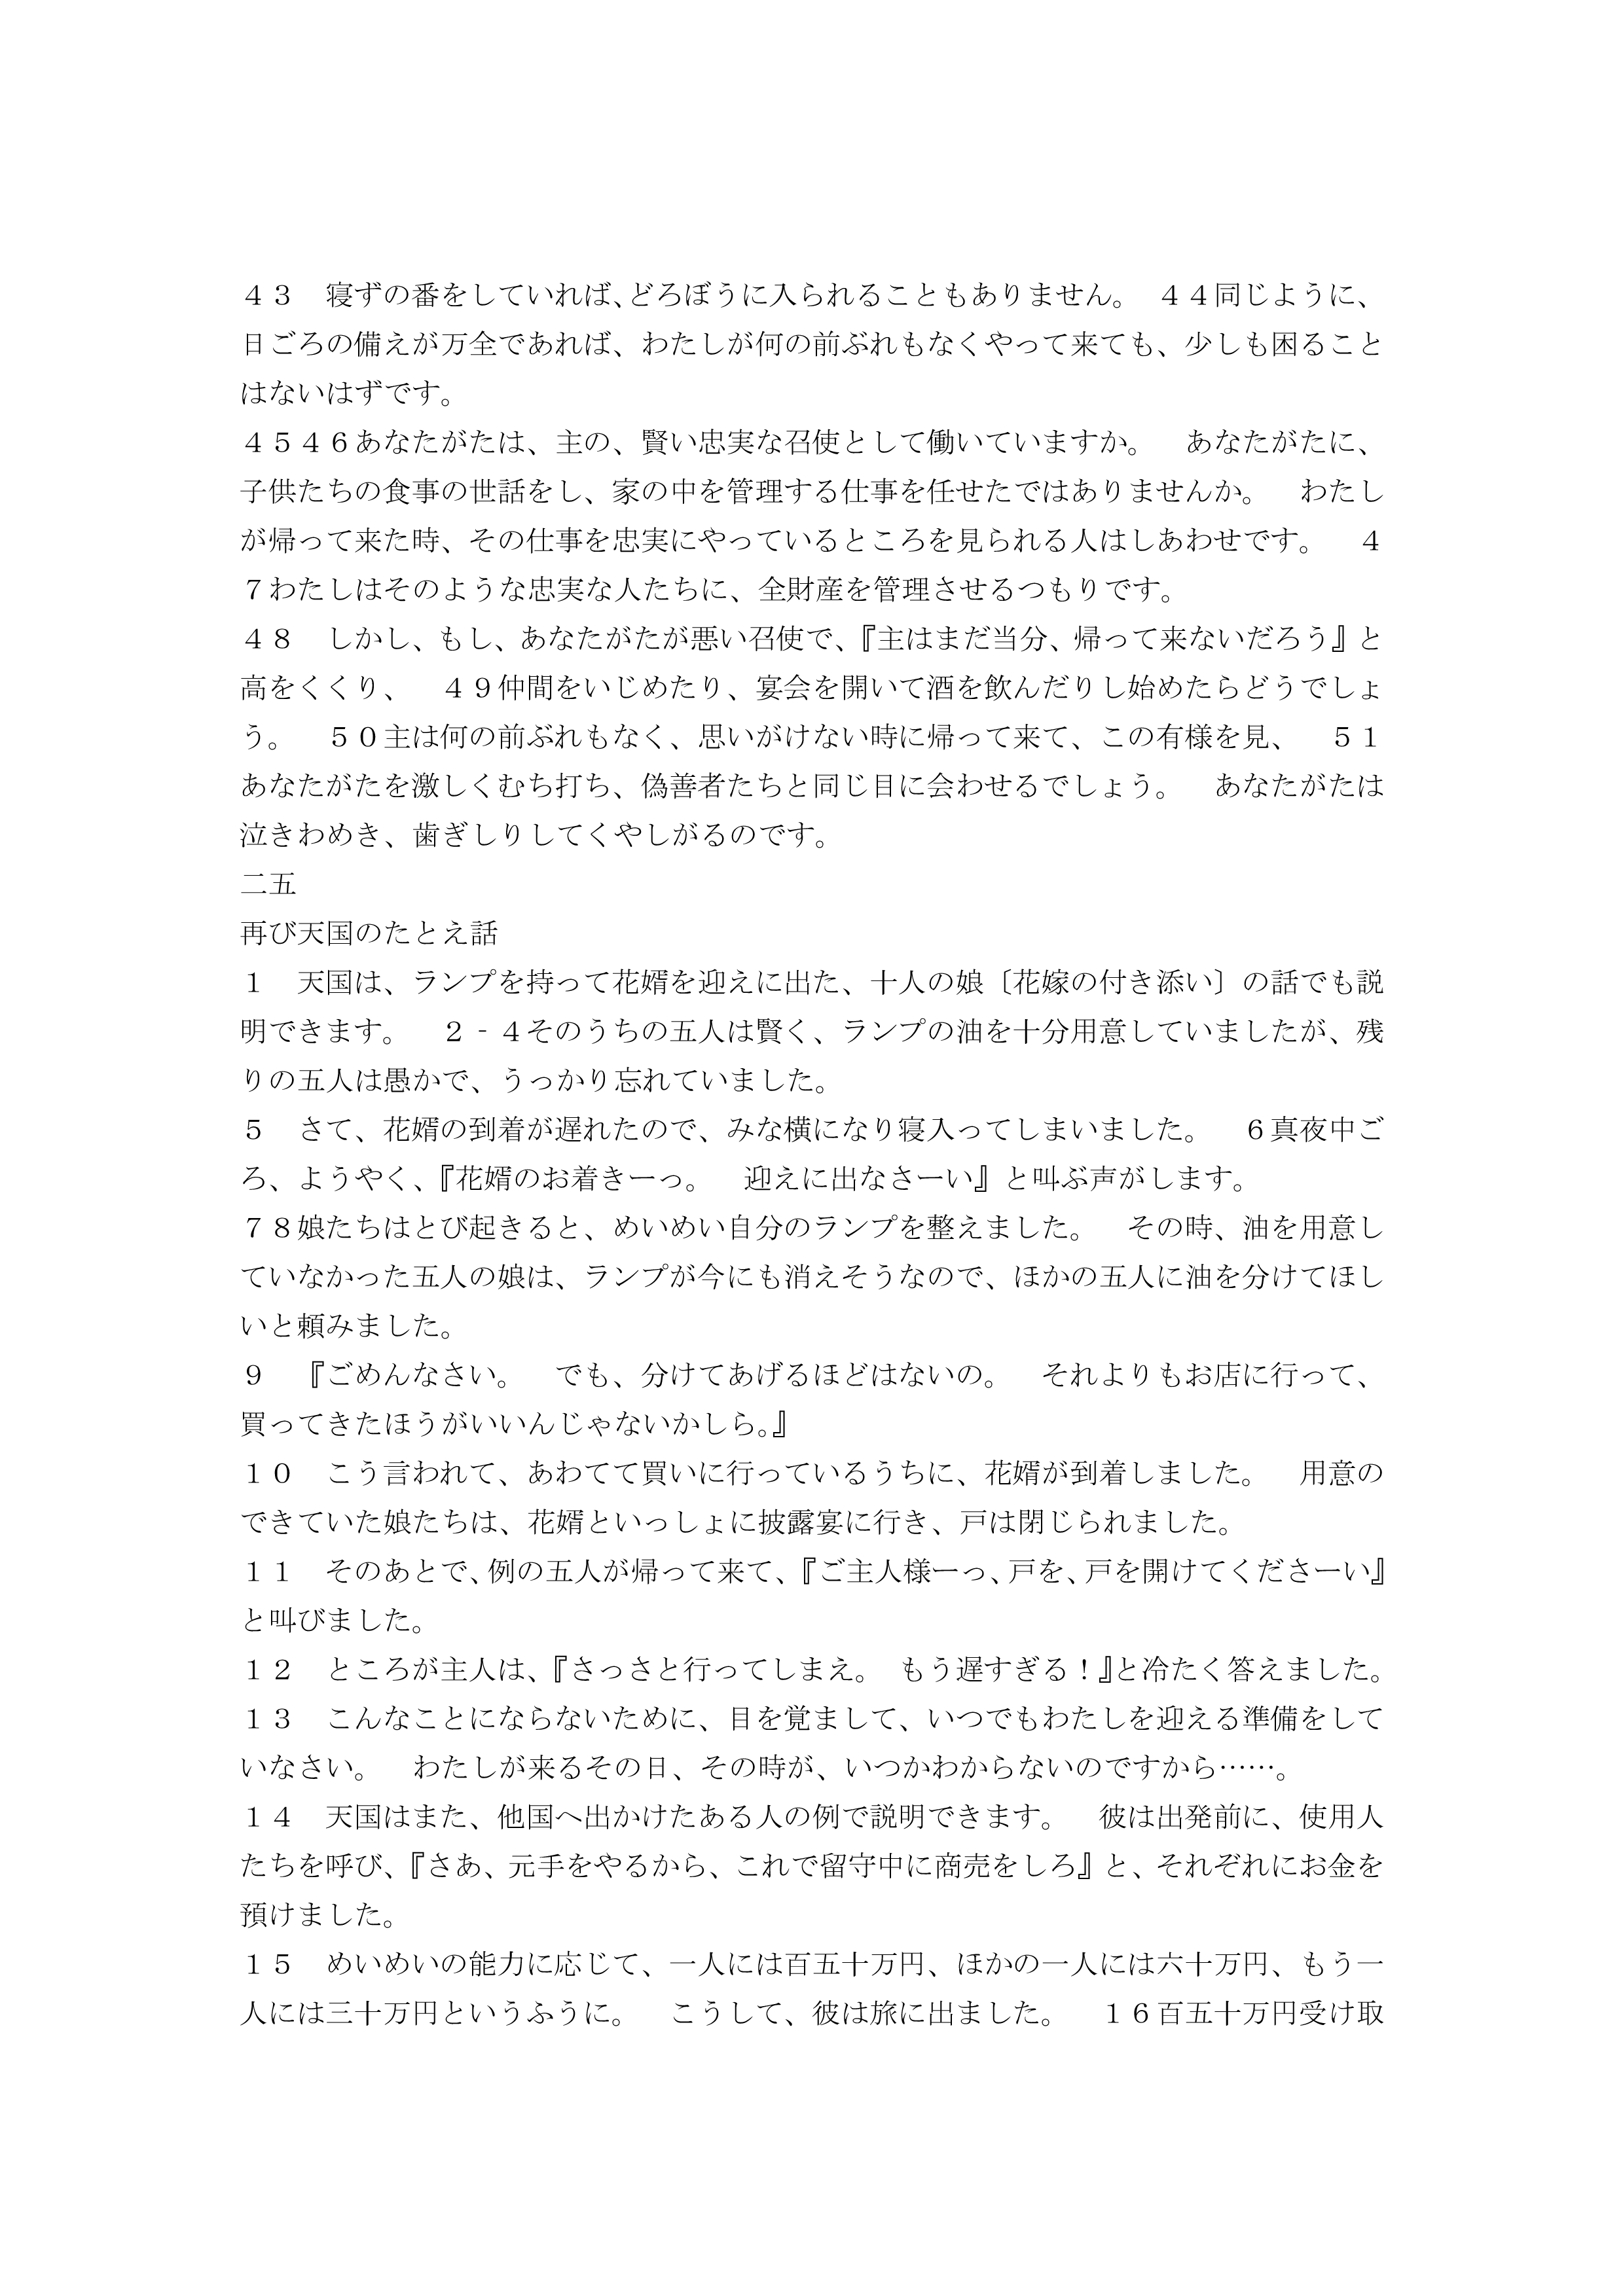 ４３　寝ずの番をしていれば、どろぼうに入られることもありません。　４４同じように、
日ごろの備えが万全であれば、わたしが何の前ぶれもなくやって来ても、少しも困ること
はないはずです。
４５４６あなたがたは、主の、賢い忠実な召使として働いていますか。　あなたがたに、
子供たちの食事の世話をし、家の中を管理する仕事を任せたではありませんか。　わたし
が帰って来た時、その仕事を忠実にやっているところを見られる人はしあわせです。　４
７わたしはそのような忠実な人たちに、全財産を管理させるつもりです。
４８　しかし、もし、あなたがたが悪い召使で、『主はまだ当分、帰って来ないだろう』と
高をくくり、　４９仲間をいじめたり、宴会を開いて酒を飲んだりし始めたらどうでしょ
う。　５０主は何の前ぶれもなく、思いがけない時に帰って来て、この有様を見、　５１
あなたがたを激しくむち打ち、偽善者たちと同じ目に会わせるでしょう。　あなたがたは
泣きわめき、歯ぎしりしてくやしがるのです。
二五
再び天国のたとえ話
１　天国は、ランプを持って花婿を迎えに出た、十人の娘〔花嫁の付き添い〕の話でも説
明できます。　２‐４そのうちの五人は賢く、ランプの油を十分用意していましたが、残
りの五人は愚かで、うっかり忘れていました。
５　さて、花婿の到着が遅れたので、みな横になり寝入ってしまいました。　６真夜中ご
ろ、ようやく、『花婿のお着きーっ。　迎えに出なさーい』と叫ぶ声がします。
７８娘たちはとび起きると、めいめい自分のランプを整えました。　その時、油を用意し
ていなかった五人の娘は、ランプが今にも消えそうなので、ほかの五人に油を分けてほし
いと頼みました。
９　『ごめんなさい。　でも、分けてあげるほどはないの。　それよりもお店に行って、
買ってきたほうがいいんじゃないかしら。』
１０　こう言われて、あわてて買いに行っているうちに、花婿が到着しました。　用意の
できていた娘たちは、花婿といっしょに披露宴に行き、戸は閉じられました。
１１　そのあとで、例の五人が帰って来て、『ご主人様ーっ、戸を、戸を開けてくださーい』
と叫びました。
１２　ところが主人は、『さっさと行ってしまえ。　もう遅すぎる！』と冷たく答えました。
１３　こんなことにならないために、目を覚まして、いつでもわたしを迎える準備をして
いなさい。　わたしが来るその日、その時が、いつかわからないのですから……。
１４　天国はまた、他国へ出かけたある人の例で説明できます。　彼は出発前に、使用人
たちを呼び、『さあ、元手をやるから、これで留守中に商売をしろ』と、それぞれにお金を
預けました。
１５　めいめいの能力に応じて、一人には百五十万円、ほかの一人には六十万円、もう一
人には三十万円というふうに。　こうして、彼は旅に出ました。　１６百五十万円受け取